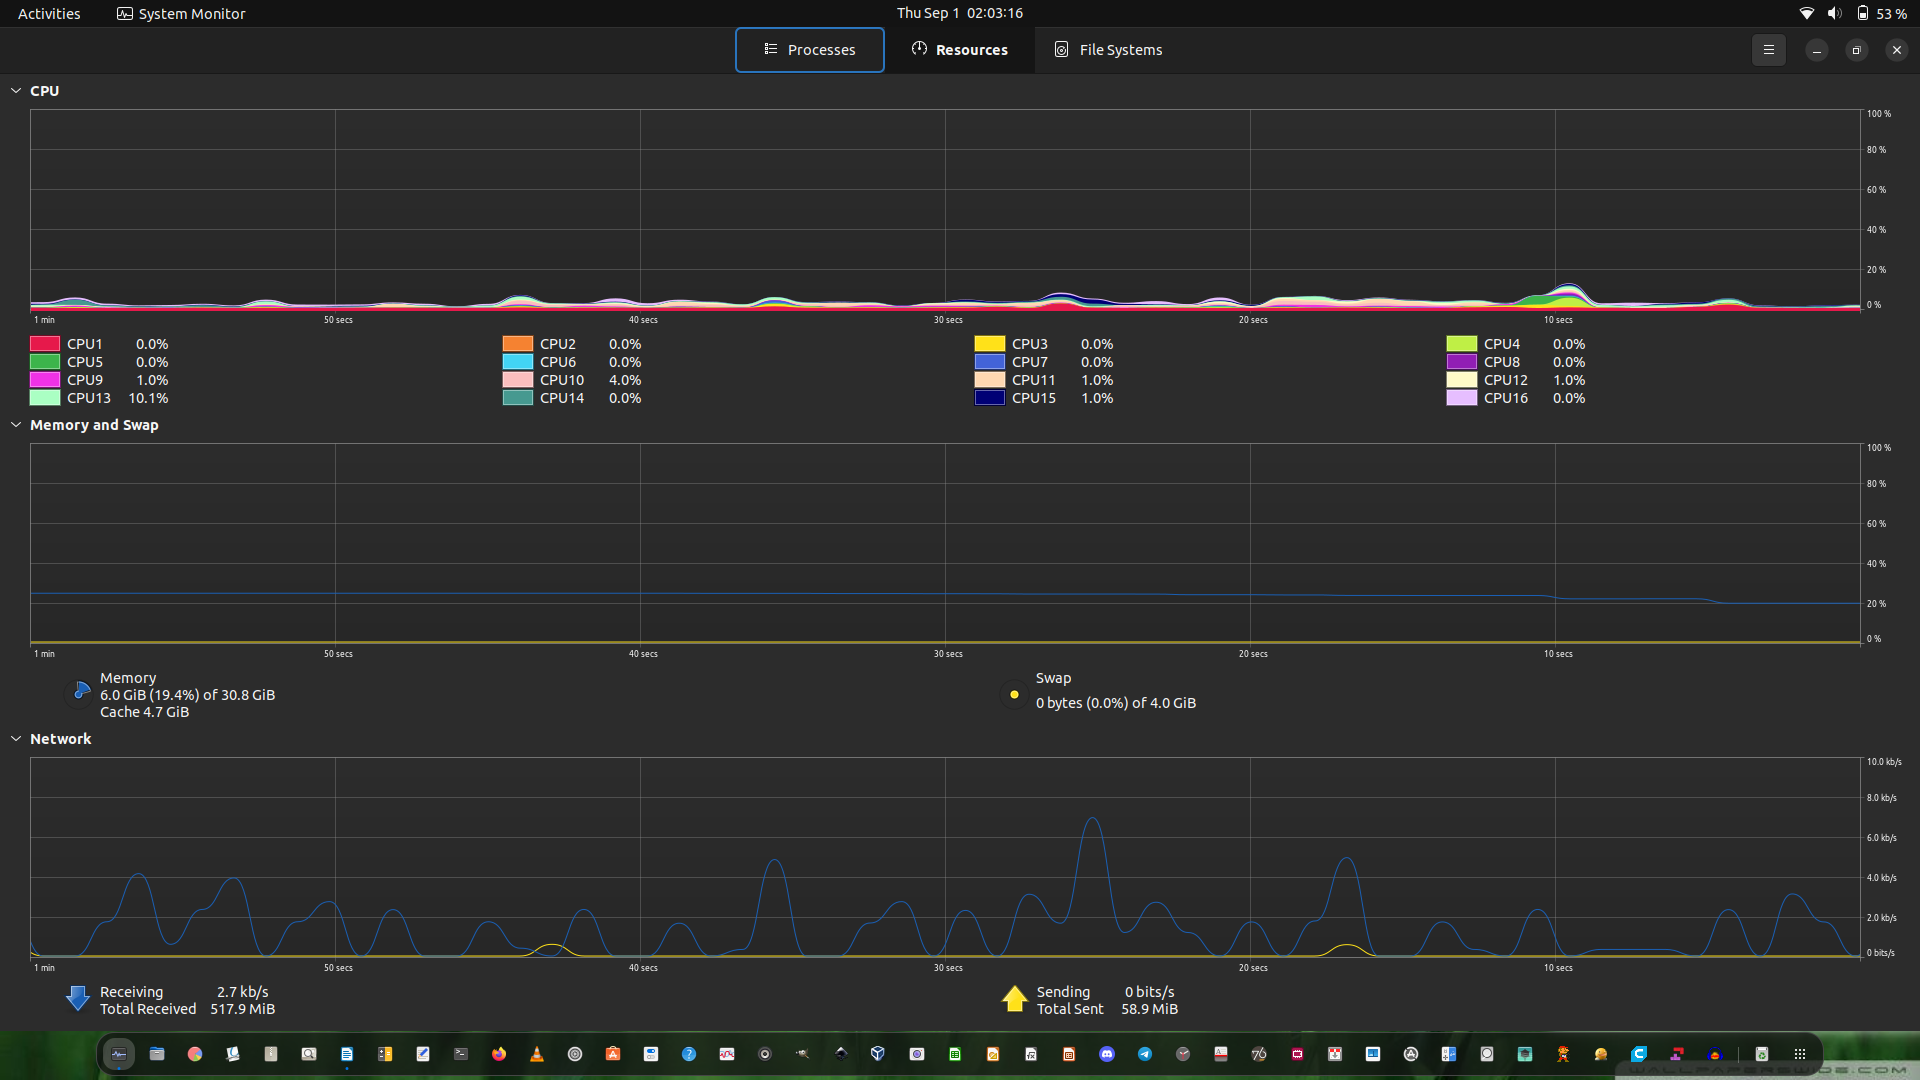 Activities System Monitor Thu Sep 1 02:03:16 53 %
Processes Resources File Systems
CPU
100 %
80 %
60 %
40 %
20 %
0 %
1 min 50 secs 40 secs 30 secs 20 secs 10 secs
CPU1 0.0% CPU2 0.0% CPU3 0.0% CPU4 0.0%
CPU5 0.0% CPU6 0.0% CPU7 0.0% CPU8 0.0%
CPU9 1.0% CPU10 4.0% CPU11 1.0% CPU12 1.0%
CPU13 10.1% CPU14 0.0% CPU15 1.0% CPU16 0.0%
Memory and Swap
100 %
80 %
60 %
40 %
20 %
0 %
1 min 50 secs 40 secs 30 secs 20 secs 10 secs
Memory
6.0 GiB (19.4%) of 30.8 GiB
Cache 4.7 GiB
Swap
0 bytes (0.0%) of 4.0 GiB
Network
10.0 kb/s
8.0 kb/s
6.0 kb/s
4.0 kb/s
2.0 kb/s
0 bits/s
1 min 50 secs 40 secs 30 secs 20 secs 10 secs
Receiving 2.7 kb/s
Total Received 517.9 MiB
Sending 0 bits/s
Total Sent 58.9 MiB
76
WALLPAPERSWIDE.COM